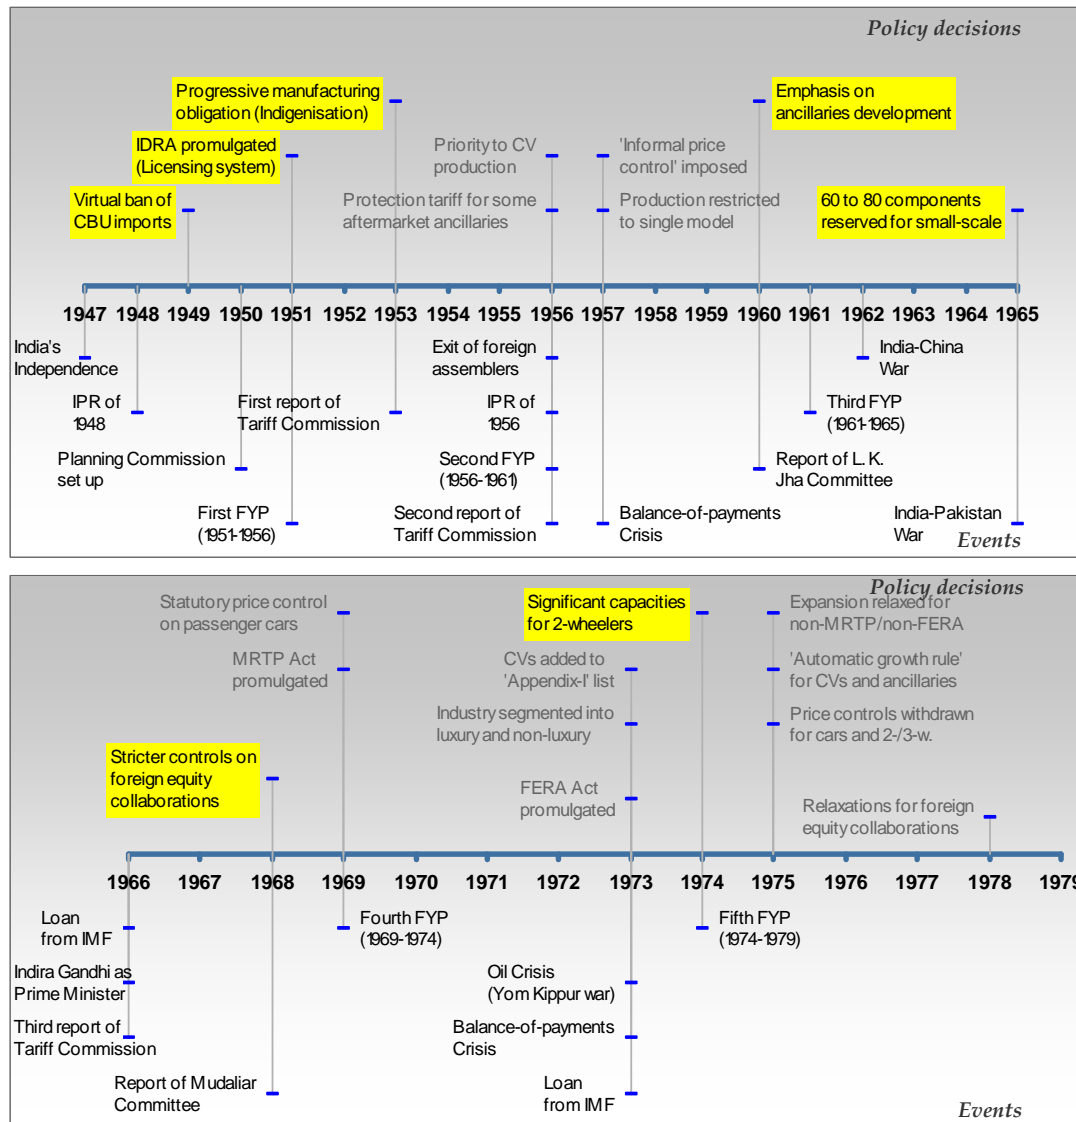 Policy decisions
Progressive manufacturing
obligation (Indigenisation)
Emphasis on
ancillaries development
IDRA promulgated
(Licensing system)
Priority to CV
production
'Informal price
control' imposed
Virtual ban of
CBU imports
Protection tariff for some
aftermarket ancillaries
Production restricted
to single model
60 to 80 components
reserved for small-scale
1947 1948 1949 1950 1951 1952 1953 1954 1955 1956 1957 1958 1959 1960 1961 1962 1963 1964 1965
India's
Independence
Exit of foreign
assemblers
India-China
War
IPR of
1948
First report of
Tariff Commission
IPR of
1956
Third FYP
(1961-1965)
Planning Commission
set up
Second FYP
(1956-1961)
Report of L. K.
Jha Committee
First FYP
(1951-1956)
Second report of
Tariff Commission
Balance-of-payments
Crisis
India-Pakistan
War
Events
Policy decisions
Statutory price control
on passenger cars
Significant capacities
for 2-wheelers
Expansion relaxed for
non-MRTP/non-FERA
MRTP Act
promulgated
CVs added to
'Appendix-I' list
'Automatic growth rule'
for CVs and ancillaries
Industry segmented into
luxury and non-luxury
Price controls withdrawn
for cars and 2-/3-w.
Stricter controls on
foreign equity
collaborations
FERA Act
promulgated
Relaxations for foreign
equity collaborations
1966 1967 1968 1969 1970 1971 1972 1973 1974 1975 1976 1977 1978 1979
Loan
from IMF
Fourth FYP
(1969-1974)
Fifth FYP
(1974-1979)
Indira Gandhi as
Prime Minister
Oil Crisis
(Yom Kippur war)
Third report of
Tariff Commission
Balance-of-payments
Crisis
Report of Mudaliar
Committee
Loan
from IMF
Events